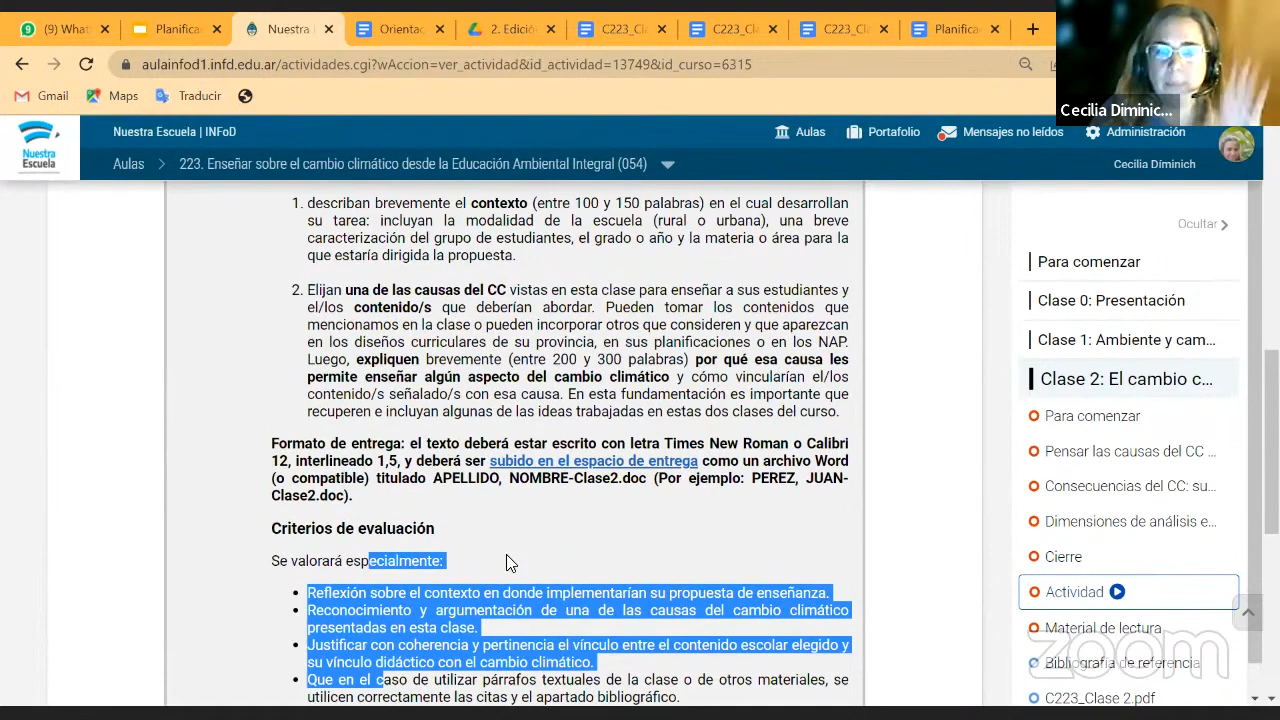 (9) What
Planifica
Nuestra
Orientac
2. Edició
C223_Cla
C223_Cla
C223_Cla
Planifica
aulainfod1.infd.edu.ar/actividades.cgi?wAccion=ver_actividad&id_actividad=13749&id_curso=6315
Gmail
Maps
Traducir
Cecilia Diminic...
Nuestra Escuela
Nuestra Escuela | INFoD
Aulas
Portafolio
Mensajes no leídos
Administración
Aulas
223. Enseñar sobre el cambio climático desde la Educación Ambiental Integral (054)
Cecilia Díminich
1. describan brevemente el contexto (entre 100 y 150 palabras) en el cual desarrollan
su tarea: incluyan la modalidad de la escuela (rural o urbana), una breve
caracterización del grupo de estudiantes, el grado o año y la materia o área para la
que estaría dirigida la propuesta.
2. Elijan una de las causas del CC vistas en esta clase para enseñar a sus estudiantes y
el/los contenido/s que deberían abordar. Pueden tomar los contenidos que
mencionamos en la clase o pueden incorporar otros que consideren y que aparezcan
en los diseños curriculares de su provincia, en sus planificaciones o en los NAP.
Luego, expliquen brevemente (entre 200 y 300 palabras) por qué esa causa les
permite enseñar algún aspecto del cambio climático y cómo vincularían el/los
contenido/s señalado/s con esa causa. En esta fundamentación es importante que
recuperen e incluyan algunas de las ideas trabajadas en estas dos clases del curso.
Formato de entrega: el texto deberá estar escrito con letra Times New Roman o Calibri
12, interlineado 1,5, y deberá ser subido en el espacio de entrega como un archivo Word
(o compatible) titulado APELLIDO, NOMBRE-Clase2.doc (Por ejemplo: PEREZ, JUAN-
Clase2.doc).
Criterios de evaluación
Se valorará especialmente:
• Reflexión sobre el contexto en donde implementarían su propuesta de enseñanza.
• Reconocimiento y argumentación de una de las causas del cambio climático
presentadas en esta clase.
• Justificar con coherencia y pertinencia el vínculo entre el contenido escolar elegido y
su vínculo didáctico con el cambio climático.
• Que en el caso de utilizar párrafos textuales de la clase o de otros materiales, se
utilicen correctamente las citas y el apartado bibliográfico.
Ocultar
Para comenzar
Clase 0: Presentación
Clase 1: Ambiente y cam...
Clase 2: El cambio c...
Para comenzar
Pensar las causas del CC ...
Consecuencias del CC: su...
Dimensiones de análisis e...
Cierre
Actividad
Material de lectura
Bibliografía de referencia
C223_Clase 2.pdf
zoom